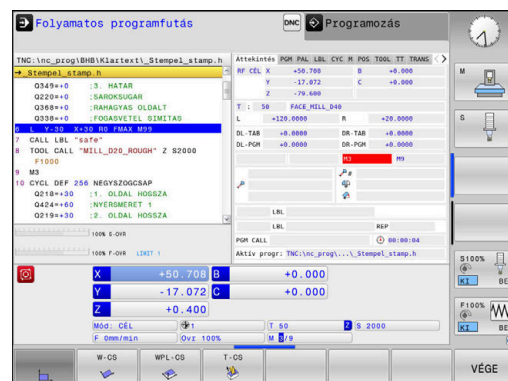 Folyamatos programfutás
DNC
Programozás
TNC:\nc_prog\BHB\Klartext\_Stempel_stamp.h
→_Stempel_stamp.h
Q349=+0 ;3. HATAR
Q220=+0 ;SAROKSUGAR
Q368=+0 ;RAHAGYAS OLDALT
Q338=+0 ;FOGASVETEL SIMITAS
6 L Y-30 X+30 R0 FMAX M99
7 CALL LBL "safe"
8 TOOL CALL "MILL_D20_ROUGH" Z S2000
F1000
9 M3
10 CYCL DEF 256 NEGYSZOGCSAP
Q218=+30 ;1. OLDAL HOSSZA
Q424=+60 ;NYERSMERET 1
Q219=+30 ;2. OLDAL HOSSZA
100% S-OVR
100% F-OVR LIMIT 1
Áttekintés PGM PAL LBL CYC M POS TOOL TT TRANS
RF CÉL X +50.708 B +0.000
Y -17.072 C +0.000
Z -79.600
T : 50 FACE_MILL_D40
L +120.0000 R +20.0000
DL-TAB +0.0000 DR-TAB +0.0000
DL-PGM +0.0000 DR-PGM +0.0000
M3 M9
LBL
LBL REP
PGM CALL 00:00:04
Aktív progr: TNC:\nc_prog\...\_Stempel_stamp.h
X +50.708 B +0.000
Y -17.072 C +0.000
Z +0.400
Mód: CÉL 1 T 50 Z S 2000
F 0mm/min Ovr 100% M 5/9
W-CS
WPL-CS
T-CS
VÉGE
M
S
S100%
KI BE
F100%
KI BE